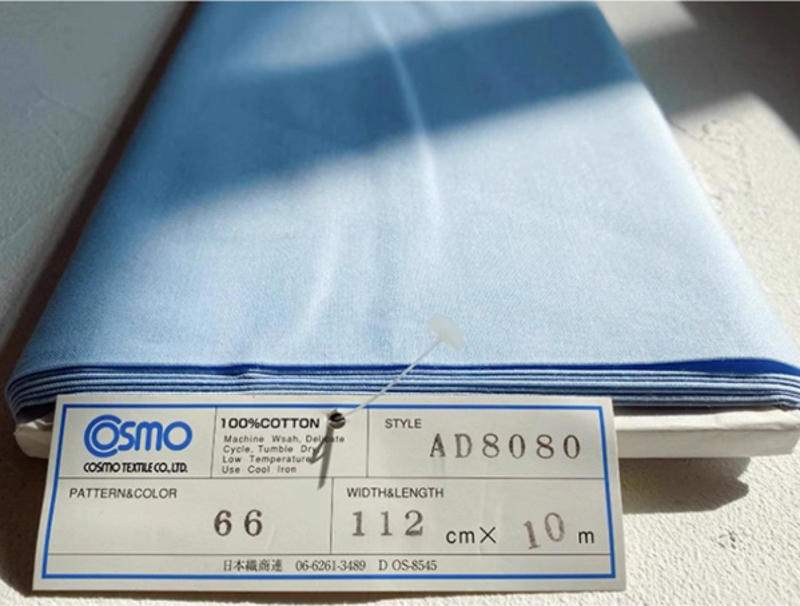 COSMO
COSMO TEXTILE CO., LTD.
100%COTTON
Machine Wsah, Delicate
Cycle, Tumble Dry
Low Temperature
Use Cool Iron
STYLE
AD8080
PATTERN&COLOR
66
WIDTH&LENGTH
112 cm× 10 m
日本織商連 06-6261-3489 D OS-8545